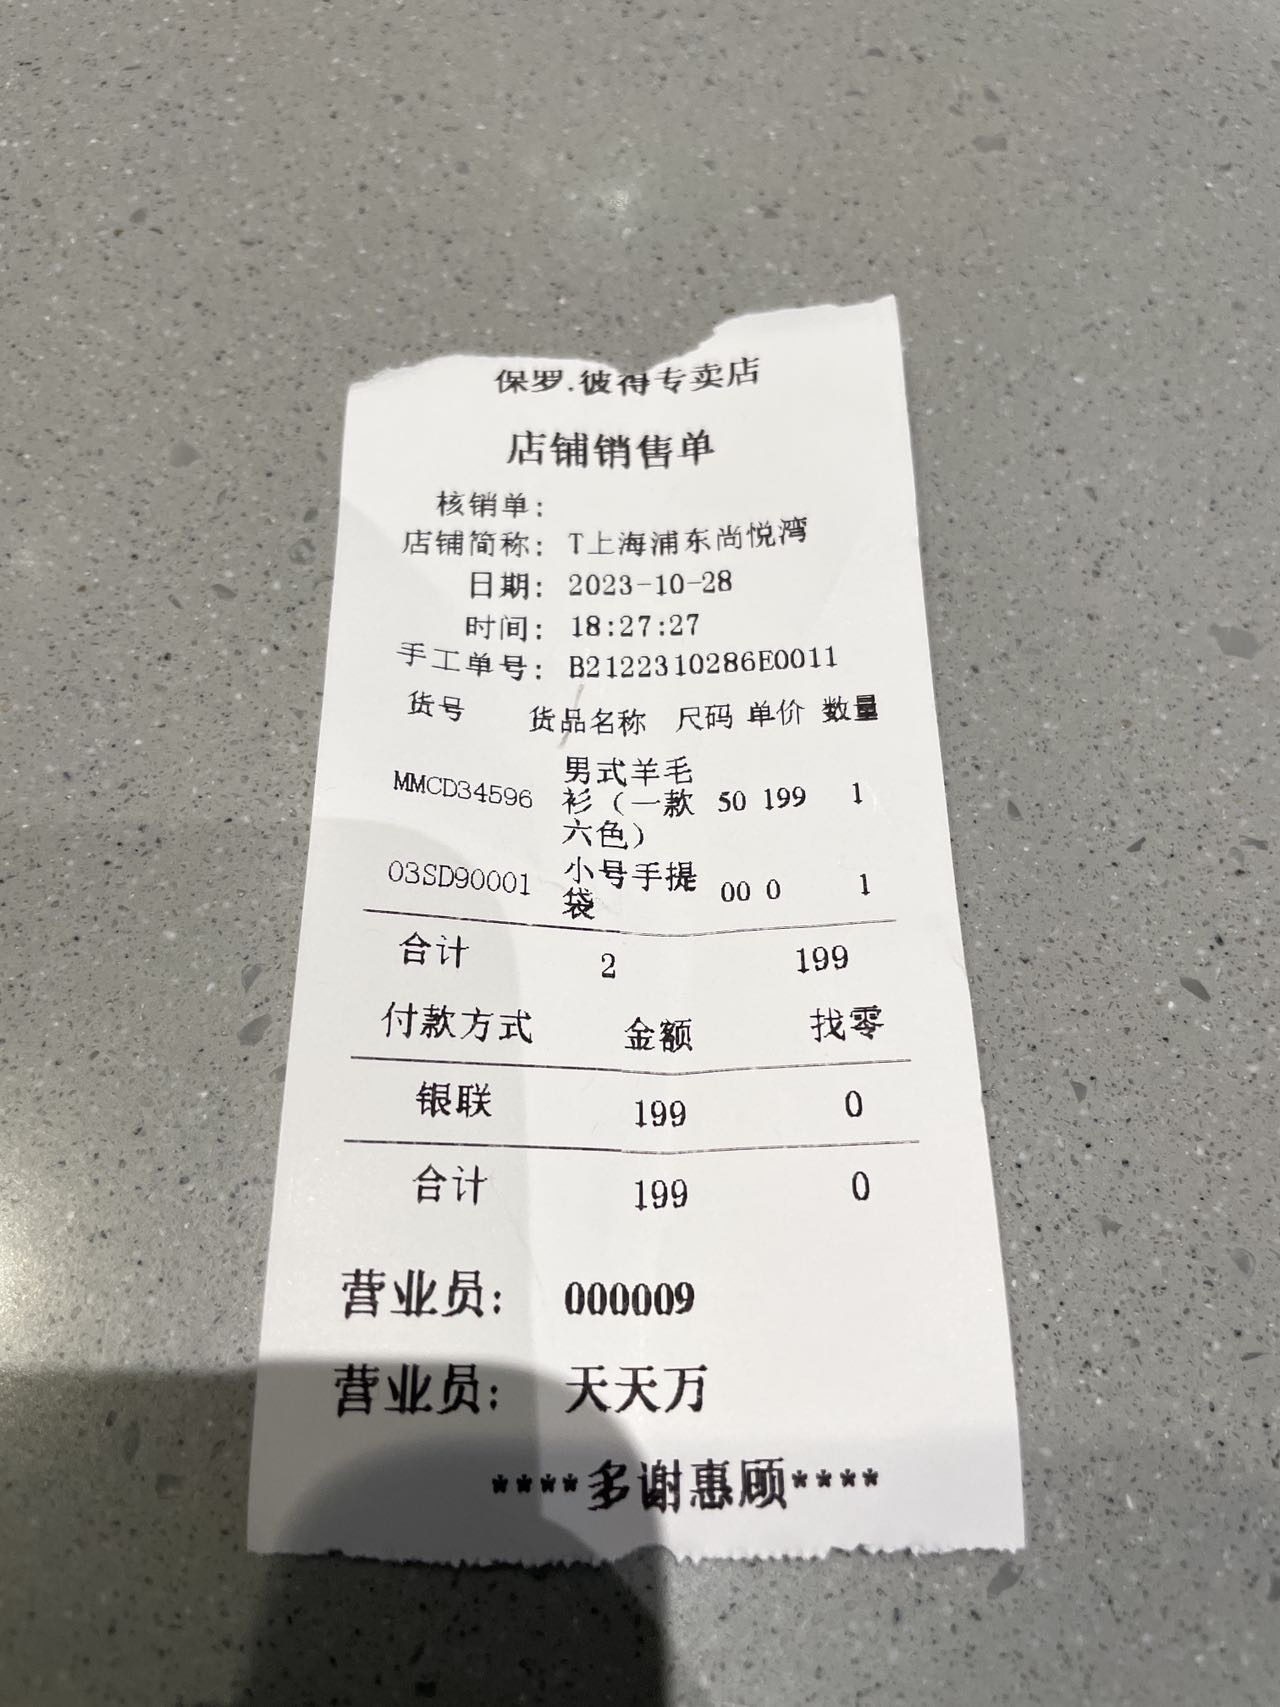 保罗.彼得专卖店
店铺销售单
核销单:
店铺简称: T上海浦东尚悦湾
日期: 2023-10-28
时间: 18:27:27
手工单号: B2122310286E0011
货号 货品名称 尺码 单价 数量
MMCD34596 男式羊毛衫（一款六色） 50 199 1
03SD90001 小号手提袋 00 0 1
合计 2 199
付款方式 金额 找零
银联 199 0
合计 199 0
营业员: 000009
营业员: 天天万
****多谢惠顾****